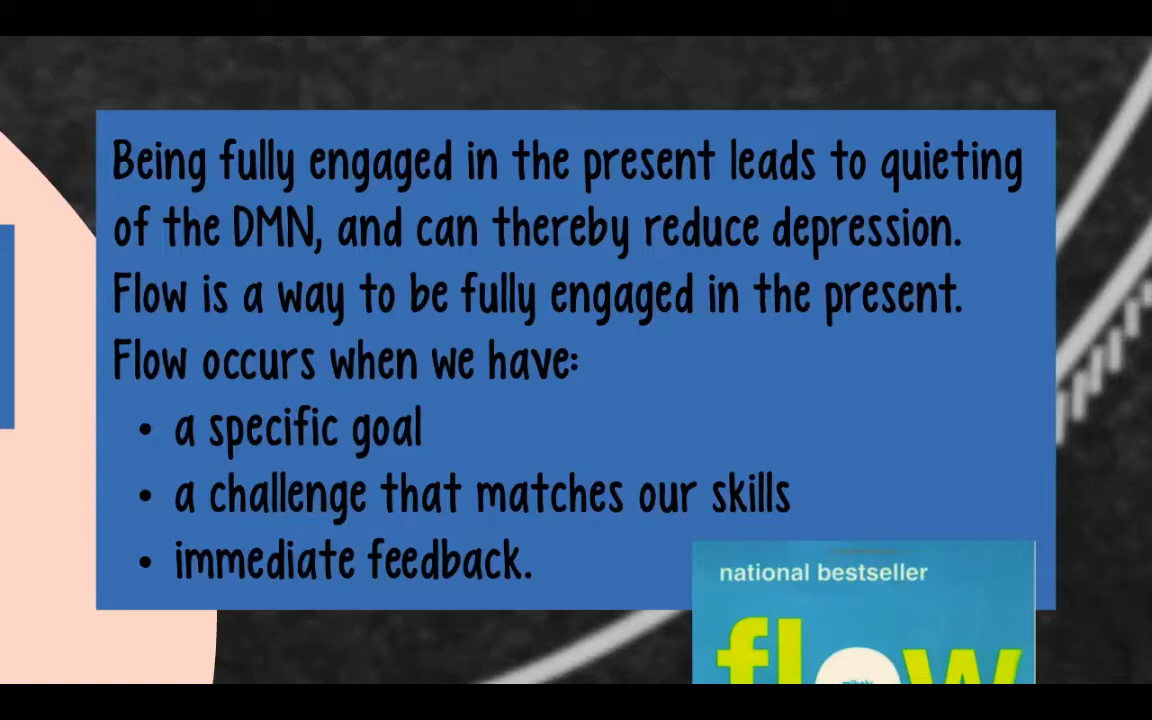 Being fully engaged in the present leads to quieting
of the DMN, and can thereby reduce depression.
Flow is a way to be fully engaged in the present.
Flow occurs when we have:
• a specific goal
• a challenge that matches our skills
• immediate feedback.
national bestseller
flow